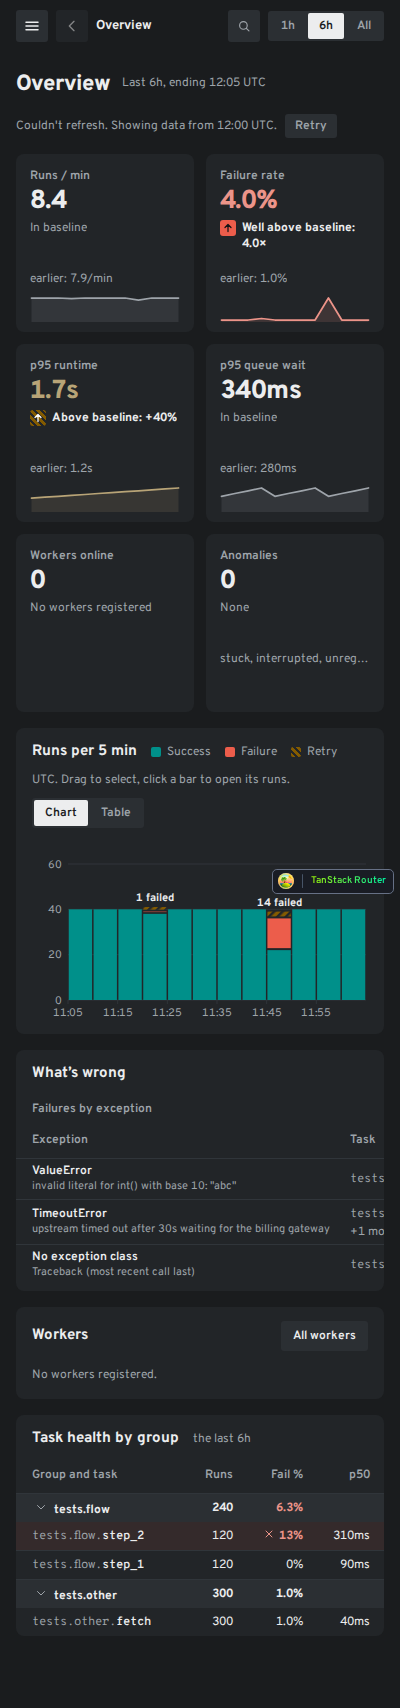 Overview
1h 6h All
Overview Last 6h, ending 12:05 UTC
Couldn't refresh. Showing data from 12:00 UTC. Retry
Runs / min
8.4
In baseline
earlier: 7.9/min
Failure rate
4.0%
Well above baseline:
4.0×
earlier: 1.0%
p95 runtime
1.7s
Above baseline: +40%
earlier: 1.2s
p95 queue wait
340ms
In baseline
earlier: 280ms
Workers online
0
No workers registered
Anomalies
0
None
stuck, interrupted, unreg...
Runs per 5 min Success Failure Retry
UTC. Drag to select, click a bar to open its runs.
Chart Table
60
TanStack Router
1 failed
14 failed
40
20
0
11:05 11:15 11:25 11:35 11:45 11:55
What's wrong
Failures by exception
Exception Task
ValueError
invalid literal for int() with base 10: "abc"
tests
TimeoutError
upstream timed out after 30s waiting for the billing gateway
tests
+1 mo
No exception class
Traceback (most recent call last)
tests
Workers All workers
No workers registered.
Task health by group the last 6h
Group and task Runs Fail % p50
tests.flow 240 6.3%
tests.flow.step_2 120 × 13% 310ms
tests.flow.step_1 120 0% 90ms
tests.other 300 1.0%
tests.other.fetch 300 1.0% 40ms